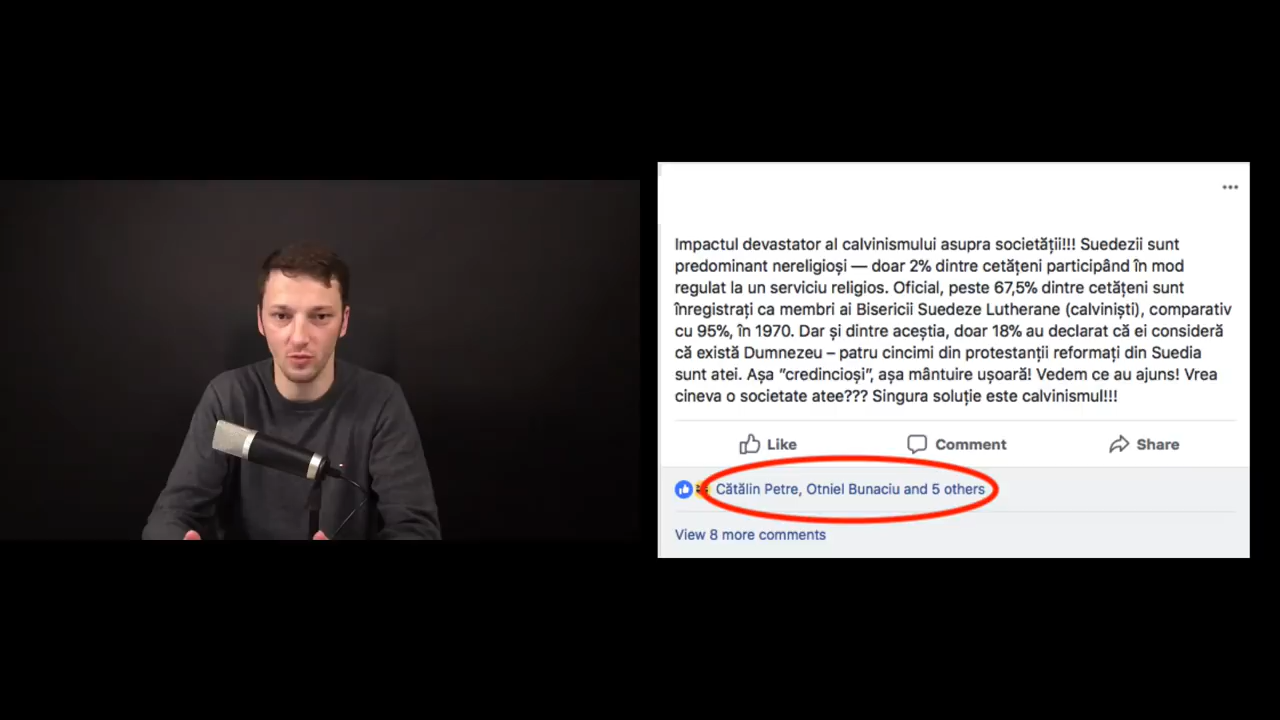 Impactul devastator al calvinismului asupra societății!!! Suedezii sunt
predominant nereligioși — doar 2% dintre cetățeni participând în mod
regulat la un serviciu religios. Oficial, peste 67,5% dintre cetățeni sunt
înregistrați ca membri ai Bisericii Suedeze Lutherane (calviniști), comparativ
cu 95%, în 1970. Dar și dintre aceștia, doar 18% au declarat că ei consideră
că există Dumnezeu – patru cincimi din protestanții reformați din Suedia
sunt atei. Așa ”credincioși”, așa mântuire ușoară! Vedem ce au ajuns! Vrea
cineva o societate atee??? Singura soluție este calvinismul!!!
Like Comment Share
Cătălin Petre, Otniel Bunaciu and 5 others
View 8 more comments